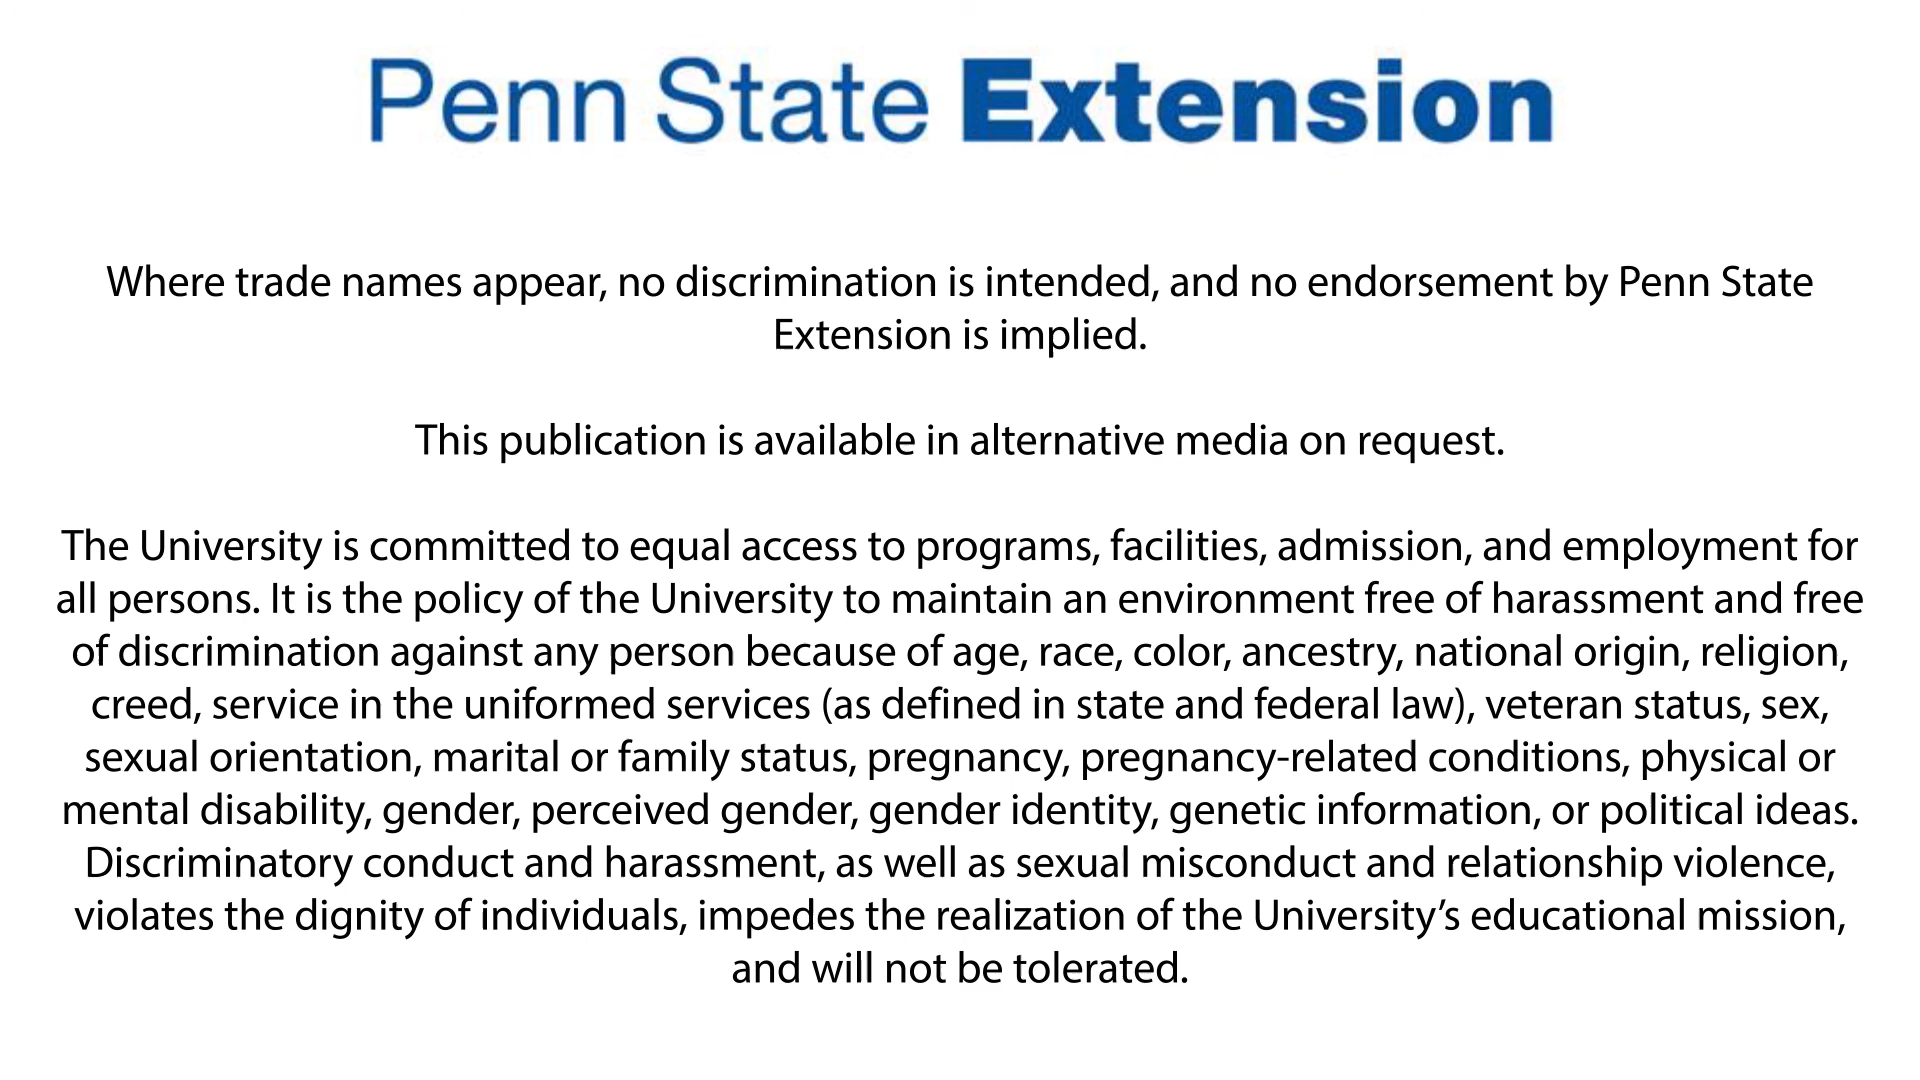 Penn State Extension
Where trade names appear, no discrimination is intended, and no endorsement by Penn State
Extension is implied.
This publication is available in alternative media on request.
The University is committed to equal access to programs, facilities, admission, and employment for
all persons. It is the policy of the University to maintain an environment free of harassment and free
of discrimination against any person because of age, race, color, ancestry, national origin, religion,
creed, service in the uniformed services (as defined in state and federal law), veteran status, sex,
sexual orientation, marital or family status, pregnancy, pregnancy-related conditions, physical or
mental disability, gender, perceived gender, gender identity, genetic information, or political ideas.
Discriminatory conduct and harassment, as well as sexual misconduct and relationship violence,
violates the dignity of individuals, impedes the realization of the University’s educational mission,
and will not be tolerated.